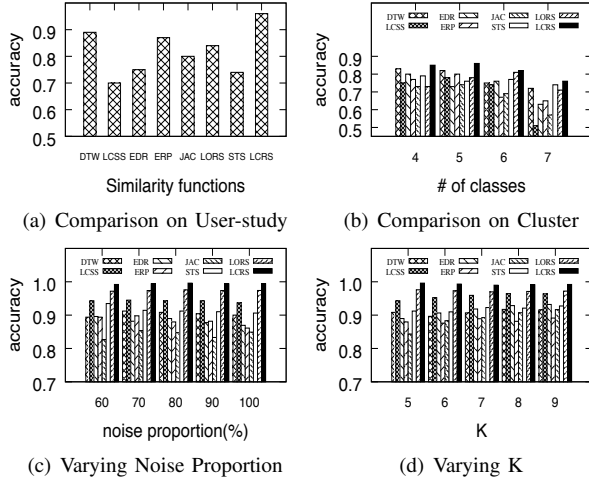 accuracy
0.9
0.8
0.7
0.6
0.5
DTW LCSS EDR ERP JAC LORS STS LCRS
Similarity functions
(a) Comparison on User-study
accuracy
DTW EDR JAC LORS
LCSS ERP STS LCRS
0.9
0.8
0.7
0.6
0.5
4 5 6 7
# of classes
(b) Comparison on Cluster
accuracy
DTW EDR JAC LORS
LCSS ERP STS LCRS
1.0
0.9
0.8
0.7
60 70 80 90 100
noise proportion(%)
(c) Varying Noise Proportion
accuracy
DTW EDR JAC LORS
LCSS ERP STS LCRS
1.0
0.9
0.8
0.7
5 6 7 8 9
K
(d) Varying K